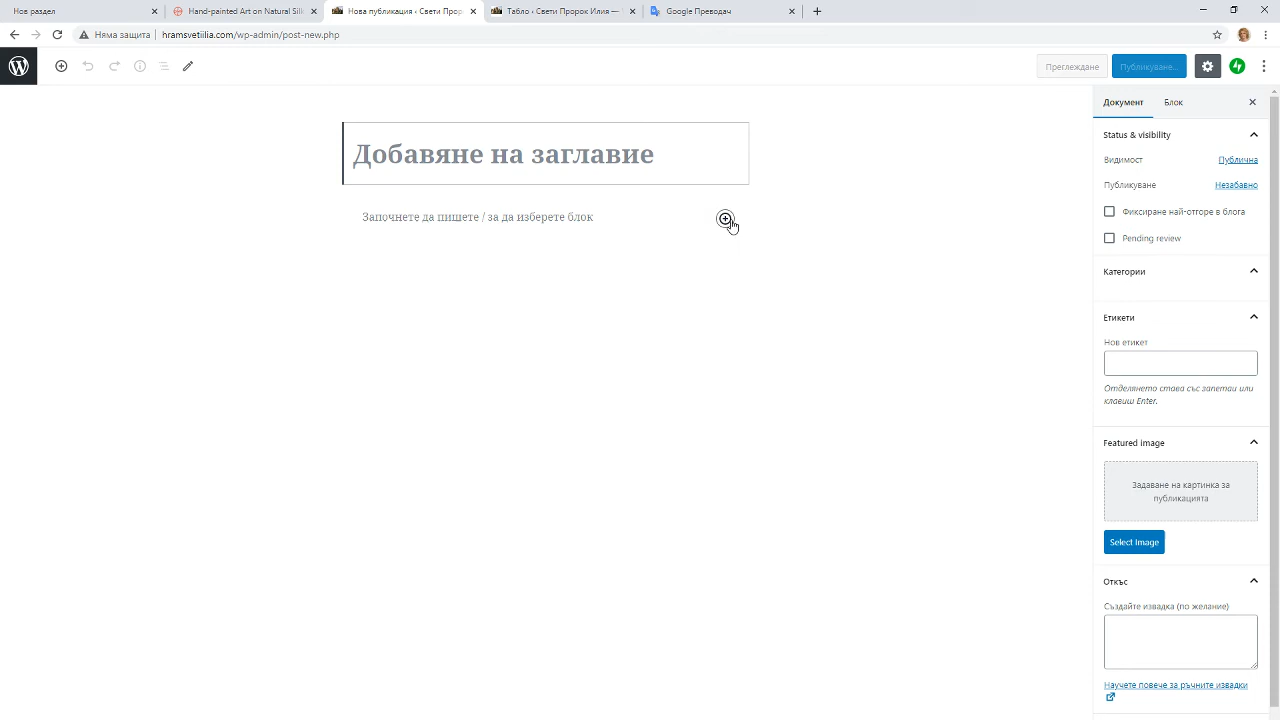 Нов раздел
Hand-painted Art on Natural Silk
Нова публикация ‹ Свети Прор
Табло ‹ Свети Пророк Илия —
Google Преводач
Няма защита
hramsvetiilia.com/wp-admin/post-new.php
Преглеждане
Публикуване…
Документ
Блок
Status & visibility
Добавяне на заглавие
Видимост
Публична
Публикуване
Незабавно
Започнете да пишете / за да изберете блок
Фиксиране най-отгоре в блога
Pending review
Категории
Етикети
Нов етикет
Отделянето става със запетаи или
клавиш Enter.
Featured image
Задаване на картинка за
публикацията
Select Image
Откъс
Създайте извадка (по желание)
Научете повече за ръчните извадки